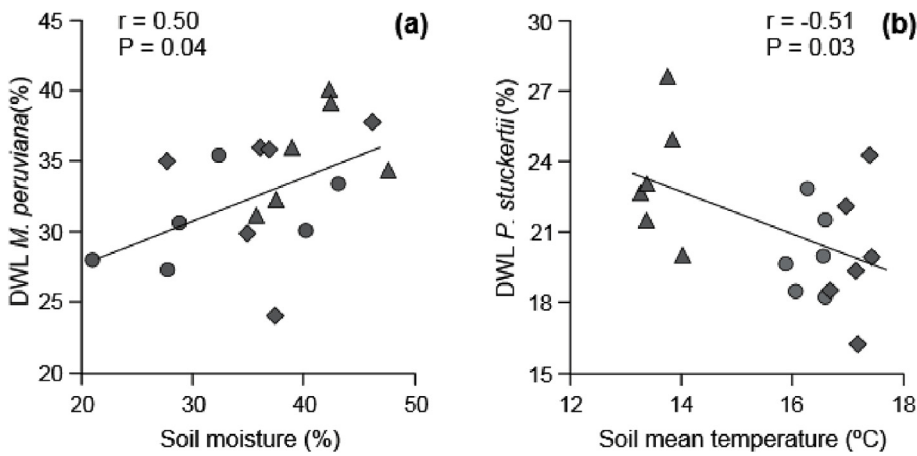 r = 0.50
P = 0.04
(a)
45
40
35
30
25
20
DWL M. peruviana(%)
20
30
40
50
Soil moisture (%)
r = -0.51
P = 0.03
(b)
30
27
24
21
18
15
DWL P. stuckertii(%)
12
14
16
18
Soil mean temperature (ºC)